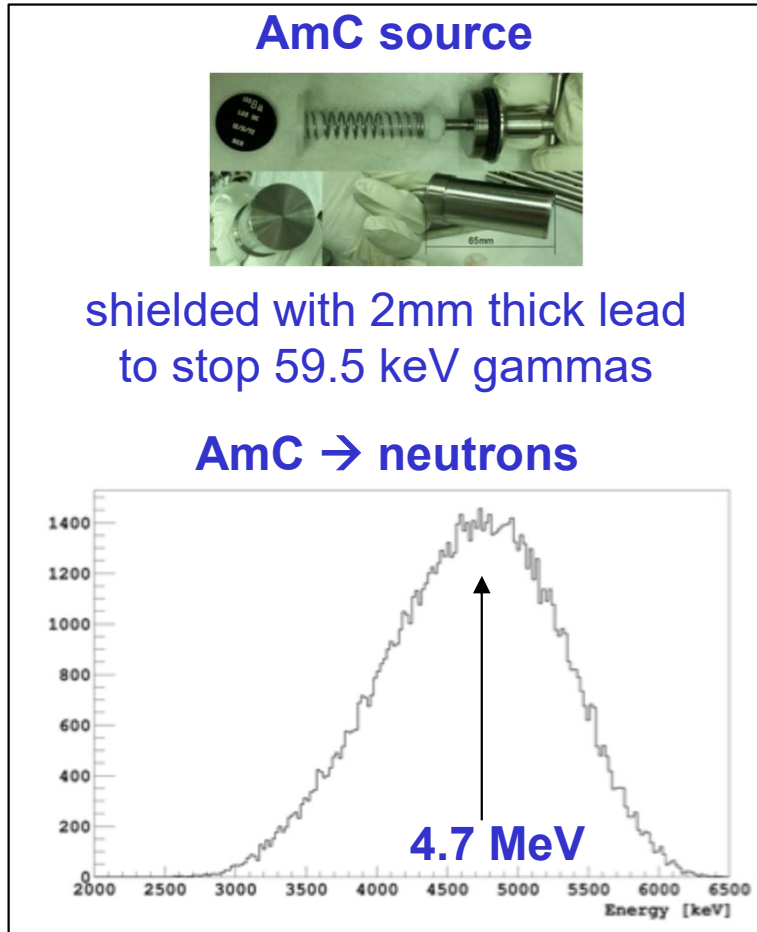 AmC source
65mm
shielded with 2mm thick lead
to stop 59.5 keV gammas
AmC → neutrons
1400
1200
1000
800
600
400
200
0
4.7 MeV
2000 2500 3000 3500 4000 4500 5000 5500 6000 6500
Energy [keV]